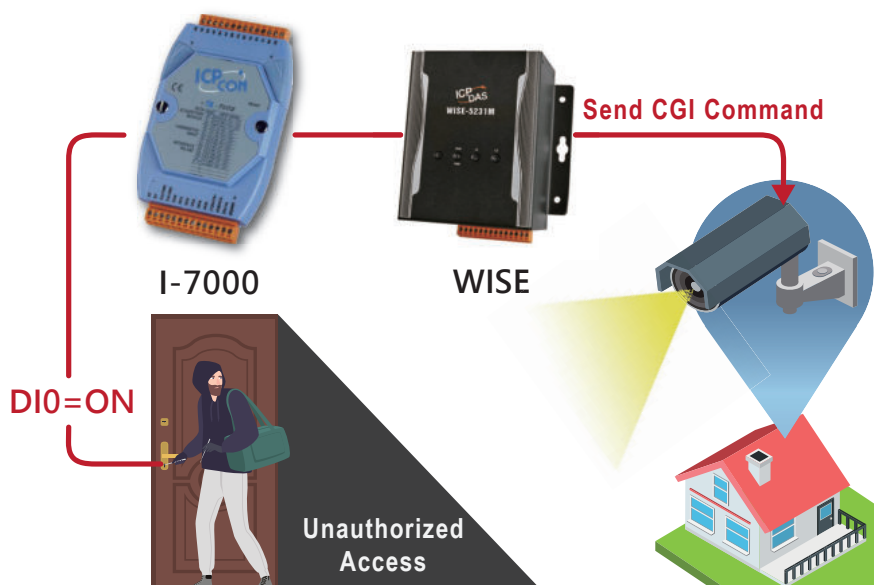 ICP
CON
ICP
DAS
WISE-5231M
Send CGI Command
I-7000
WISE
DI0=ON
Unauthorized
Access